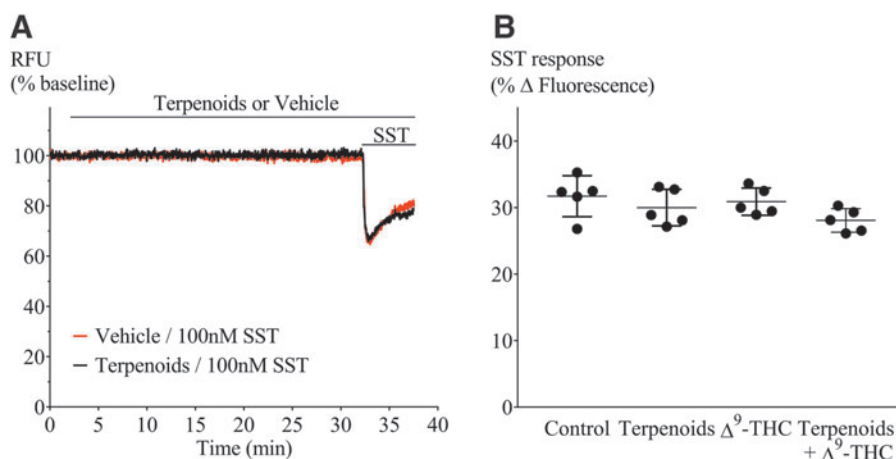 A
RFU
(% baseline)
Terpenoids or Vehicle
SST
100
80
60
40
20
0
Vehicle / 100nM SST
Terpenoids / 100nM SST
0 5 10 15 20 25 30 35 40
Time (min)
B
SST response
(% Δ Fluorescence)
40
30
20
10
0
Control Terpenoids Δ⁹-THC Terpenoids
+ Δ⁹-THC